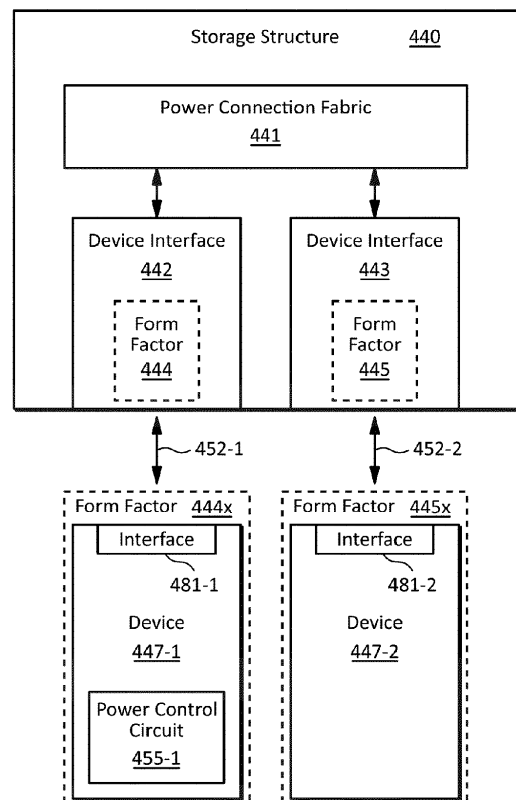 Storage Structure 440
Power Connection Fabric
441
Device Interface
442
Device Interface
443
Form
Factor
444
Form
Factor
445
452-1
452-2
Form Factor 444x
Form Factor 445x
Interface
Interface
481-1
481-2
Device
447-1
Device
447-2
Power Control
Circuit
455-1